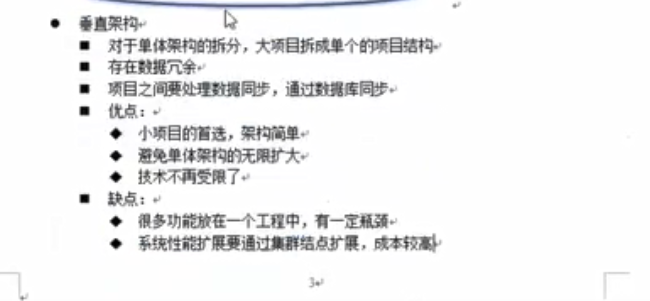 垂直架构
对于单体架构的拆分，大项目拆成单个的项目结构
存在数据冗余
项目之间要处理数据同步，通过数据库同步
优点：
小项目的首选，架构简单
避免单体架构的无限扩大
技术不再受限了
缺点：
很多功能放在一个工程中，有一定瓶颈
系统性能扩展要通过集群结点扩展，成本较高
3